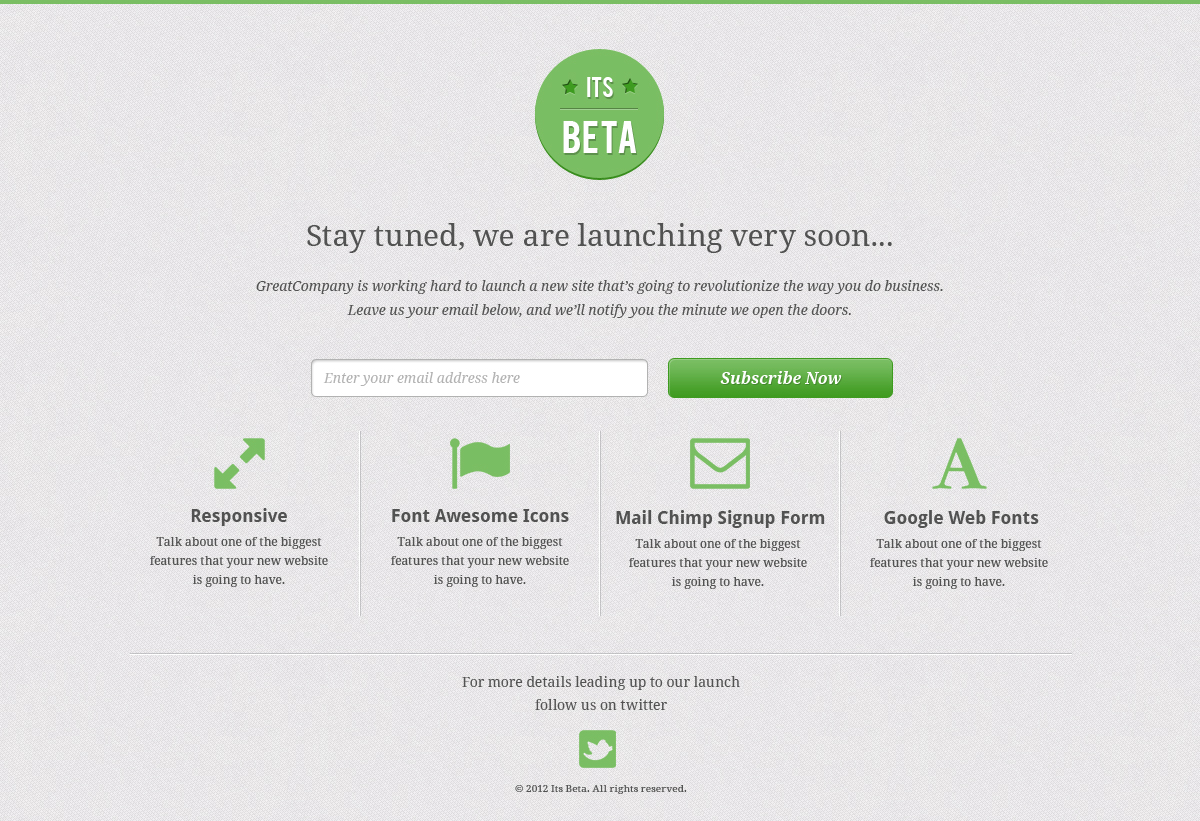 ITS
BETA
Stay tuned, we are launching very soon...
GreatCompany is working hard to launch a new site that’s going to revolutionize the way you do business.
Leave us your email below, and we’ll notify you the minute we open the doors.
Enter your email address here
Subscribe Now
Responsive
Talk about one of the biggest
features that your new website
is going to have.
Font Awesome Icons
Talk about one of the biggest
features that your new website
is going to have.
Mail Chimp Signup Form
Talk about one of the biggest
features that your new website
is going to have.
Google Web Fonts
Talk about one of the biggest
features that your new website
is going to have.
For more details leading up to our launch
follow us on twitter
© 2012 Its Beta. All rights reserved.